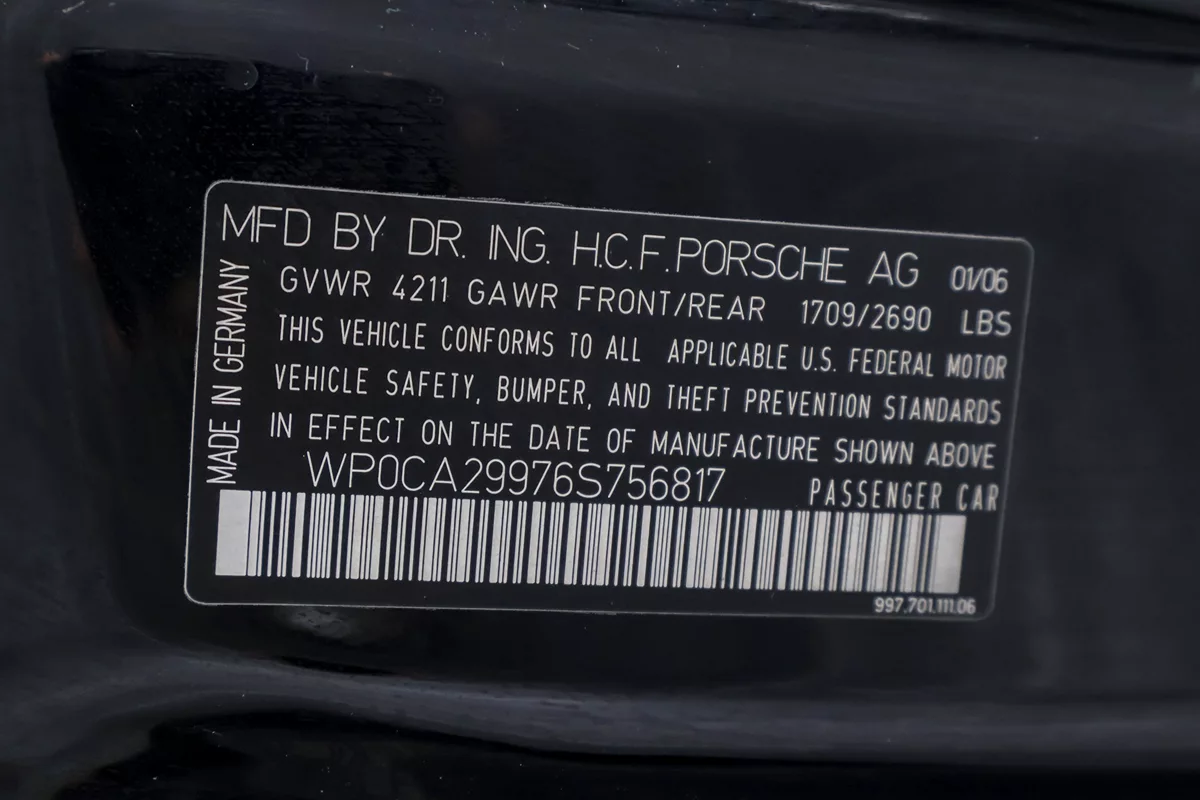 MFD BY DR. ING. H.C.F. PORSCHE AG 01/06
GVWR 4211 GAWR FRONT/REAR 1709/2690 LBS
THIS VEHICLE CONFORMS TO ALL APPLICABLE U.S. FEDERAL MOTOR
VEHICLE SAFETY, BUMPER, AND THEFT PREVENTION STANDARDS
IN EFFECT ON THE DATE OF MANUFACTURE SHOWN ABOVE
WP0CA29976S756817 PASSENGER CAR
997.701.111.06
MADE IN GERMANY